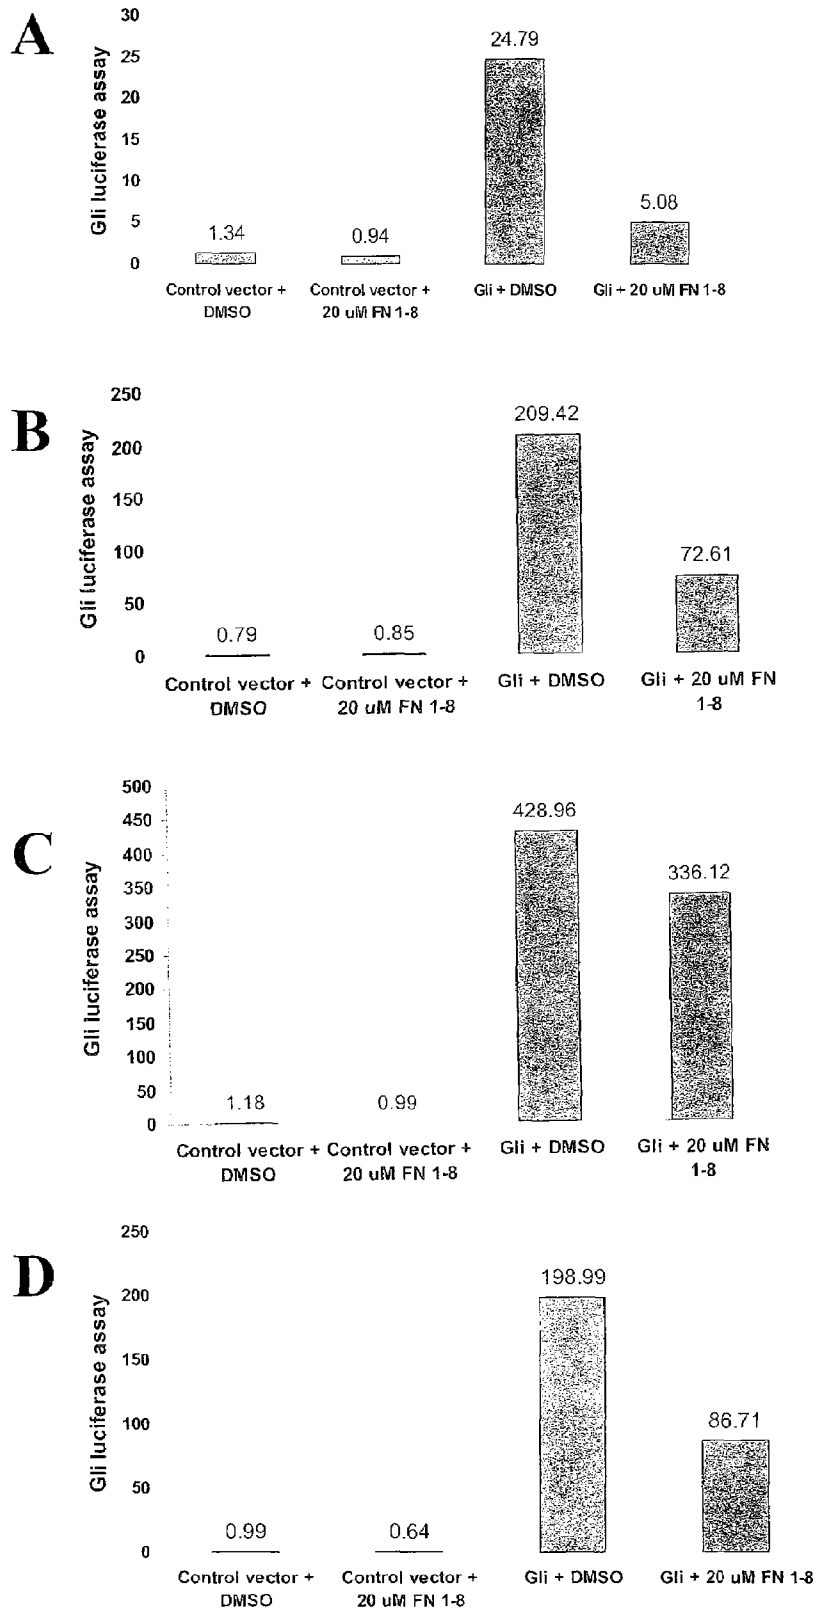 A
Gli luciferase assay
30
25
20
15
10
5
0
1.34
0.94
24.79
5.08
Control vector +
DMSO
Control vector +
20 uM FN 1-8
Gli + DMSO
Gli + 20 uM FN 1-8
B
Gli luciferase assay
250
200
150
100
50
0
0.79
0.85
209.42
72.61
Control vector +
DMSO
Control vector +
20 uM FN 1-8
Gli + DMSO
Gli + 20 uM FN
1-8
C
Gli luciferase assay
500
450
400
350
300
250
200
150
100
50
0
1.18
0.99
428.96
336.12
Control vector +
DMSO
Control vector +
20 uM FN 1-8
Gli + DMSO
Gli + 20 uM FN
1-8
D
Gli luciferase assay
250
200
150
100
50
0
0.99
0.64
198.99
86.71
Control vector +
DMSO
Control vector +
20 uM FN 1-8
Gli + DMSO
Gli + 20 uM FN 1-8